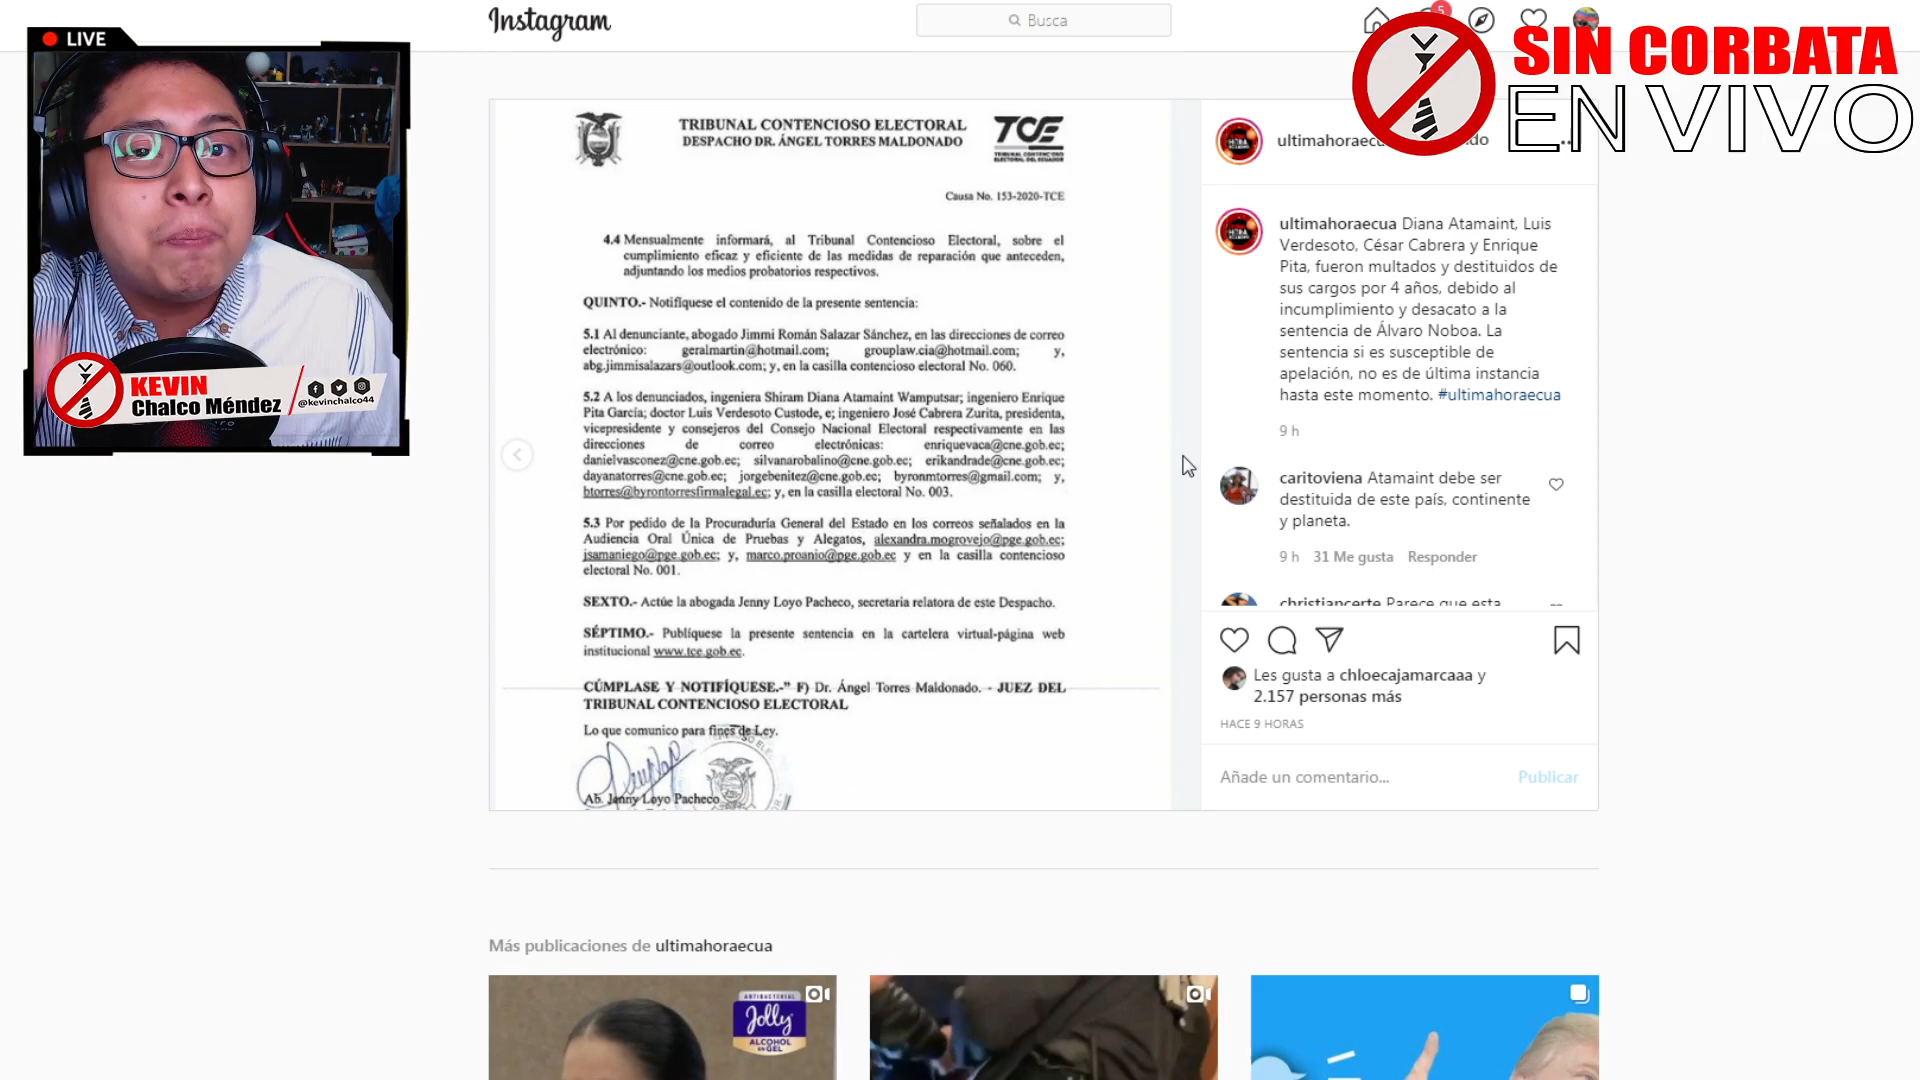 LIVE
KEVIN
Chalco Méndez
@kevinchalco44
Instagram
Busca
5
SIN CORBATA
EN VIVO
TRIBUNAL CONTENCIOSO ELECTORAL
DESPACHO DR. ÁNGEL TORRES MALDONADO
TCE
TRIBUNAL CONTENCIOSO
ELECTORAL DEL ECUADOR
Causa No. 153-2020-TCE
4.4 Mensualmente informará, al Tribunal Contencioso Electoral, sobre el
cumplimiento eficaz y eficiente de las medidas de reparación que anteceden,
adjuntando los medios probatorios respectivos.
QUINTO.- Notifíquese el contenido de la presente sentencia:
5.1 Al denunciante, abogado Jimmi Román Salazar Sánchez, en las direcciones de correo
electrónico: geralmartin@hotmail.com; grouplaw.cia@hotmail.com; y,
abg.jimmisalazars@outlook.com; y, en la casilla contencioso electoral No. 060.
5.2 A los denunciados, ingeniera Shiram Diana Atamaint Wamputsar; ingeniero Enrique
Pita García; doctor Luis Verdesoto Custode, e; ingeniero José Cabrera Zurita, presidenta,
vicepresidente y consejeros del Consejo Nacional Electoral respectivamente en las
direcciones de correo electrónicas: enriquevaca@cne.gob.ec;
danielvasconez@cne.gob.ec; silvanarobalino@cne.gob.ec; erikandrade@cne.gob.ec;
dayanatorres@cne.gob.ec; jorgebenitez@cne.gob.ec; byronmtorres@gmail.com; y,
btorres@byrontorresfirmalegal.ec; y, en la casilla electoral No. 003.
5.3 Por pedido de la Procuraduría General del Estado en los correos señalados en la
Audiencia Oral Única de Pruebas y Alegatos, alexandra.mogrovejo@pge.gob.ec;
jsamaniego@pge.gob.ec; y, marco.proanio@pge.gob.ec y en la casilla contencioso
electoral No. 001.
SEXTO.- Actúe la abogada Jenny Loyo Pacheco, secretaria relatora de este Despacho.
SÉPTIMO.- Publíquese la presente sentencia en la cartelera virtual-página web
institucional www.tce.gob.ec.
CÚMPLASE Y NOTIFÍQUESE.-" F) Dr. Ángel Torres Maldonado. - JUEZ DEL
TRIBUNAL CONTENCIOSO ELECTORAL
Lo que comunico para fines de Ley.
Ab. Jenny Loyo Pacheco
ultimahoraecua Diana Atamaint, Luis
Verdesoto, César Cabrera y Enrique
Pita, fueron multados y destituidos de
sus cargos por 4 años, debido al
incumplimiento y desacato a la
sentencia de Álvaro Noboa. La
sentencia si es susceptible de
apelación, no es de última instancia
hasta este momento. #ultimahoraecua
9 h
caritoviena Atamaint debe ser
destituida de este país, continente
y planeta.
9 h 31 Me gusta Responder
christiancerte Parece que esta
Les gusta a chloecajamarcaaa y
2.157 personas más
HACE 9 HORAS
Añade un comentario... Publicar
Más publicaciones de ultimahoraecua
ANTIBACTERIAL
Jolly
ALCOHOL
EN GEL